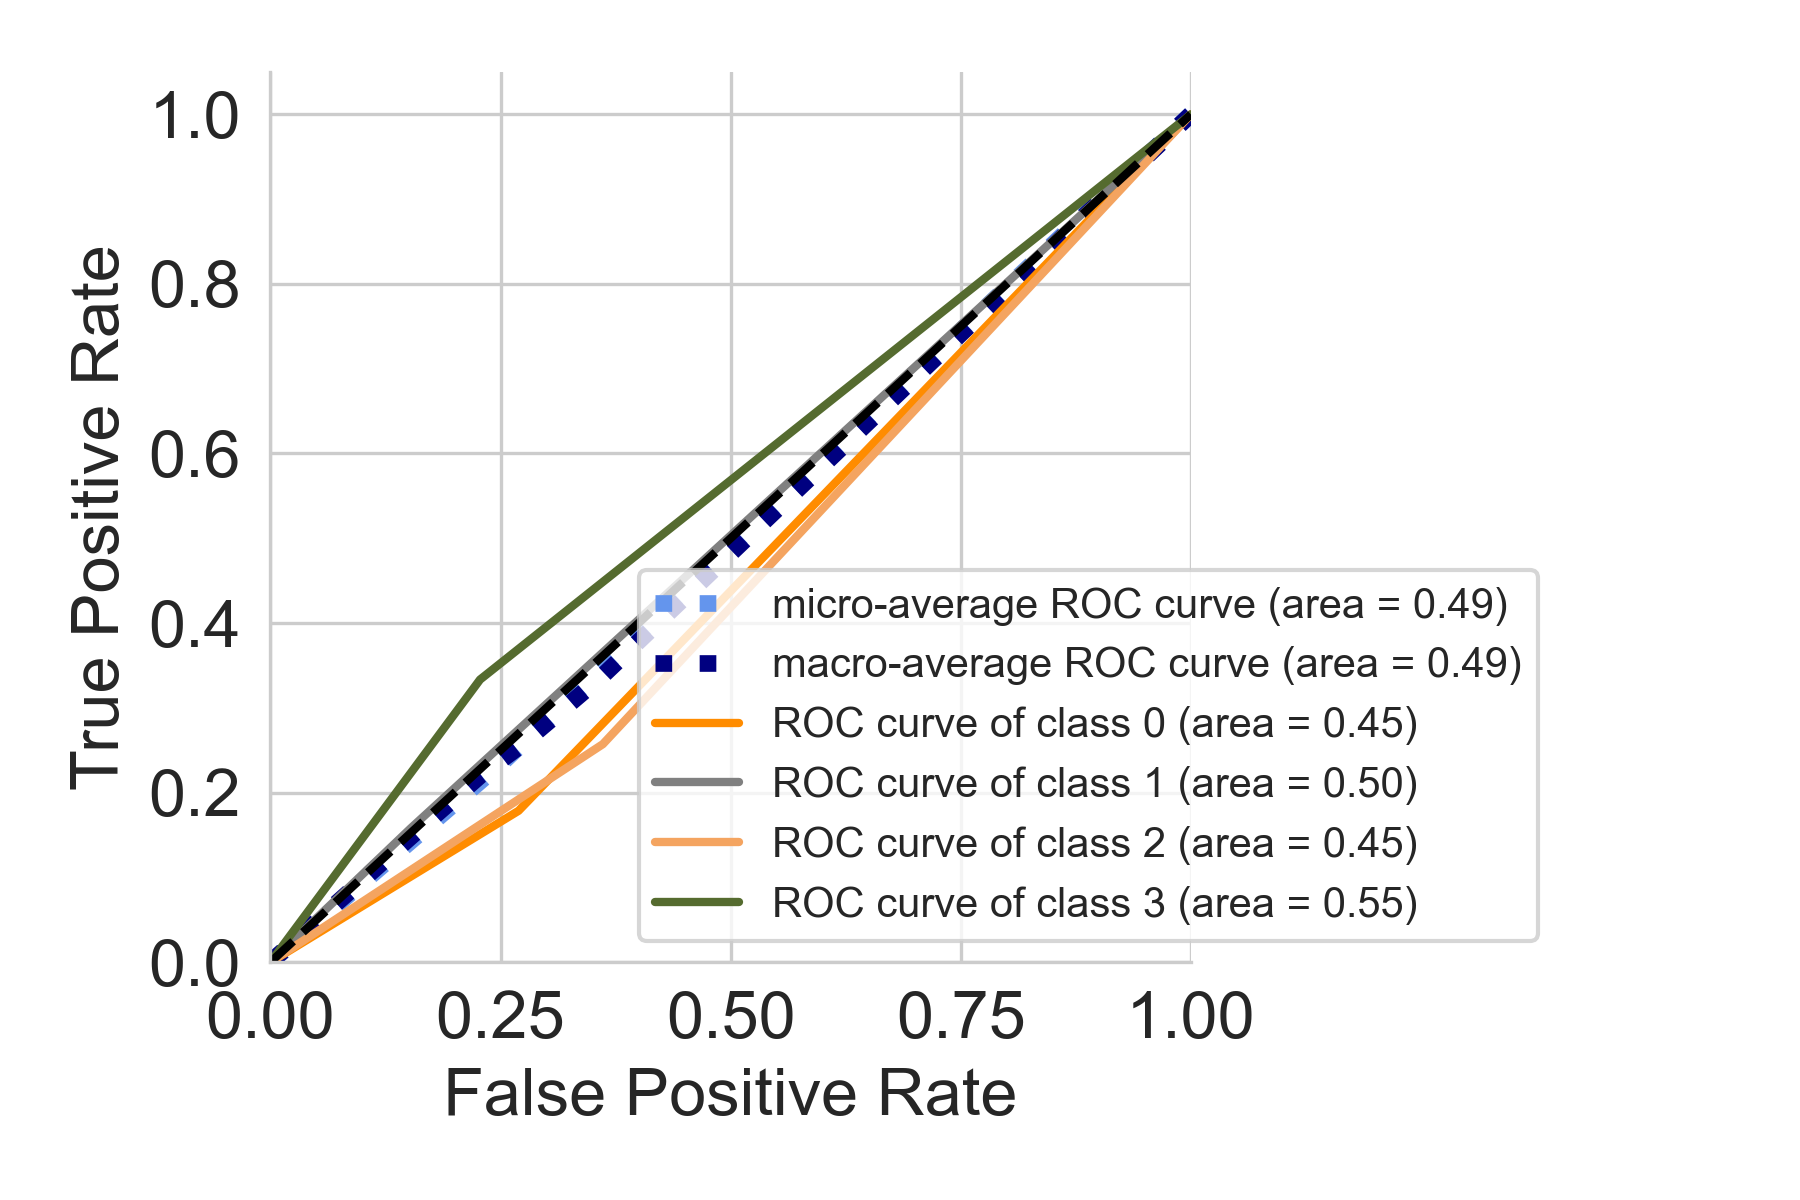 True Positive Rate
1.0
0.8
0.6
0.4
0.2
0.0
micro-average ROC curve (area = 0.49)
macro-average ROC curve (area = 0.49)
ROC curve of class 0 (area = 0.45)
ROC curve of class 1 (area = 0.50)
ROC curve of class 2 (area = 0.45)
ROC curve of class 3 (area = 0.55)
0.00 0.25 0.50 0.75 1.00
False Positive Rate